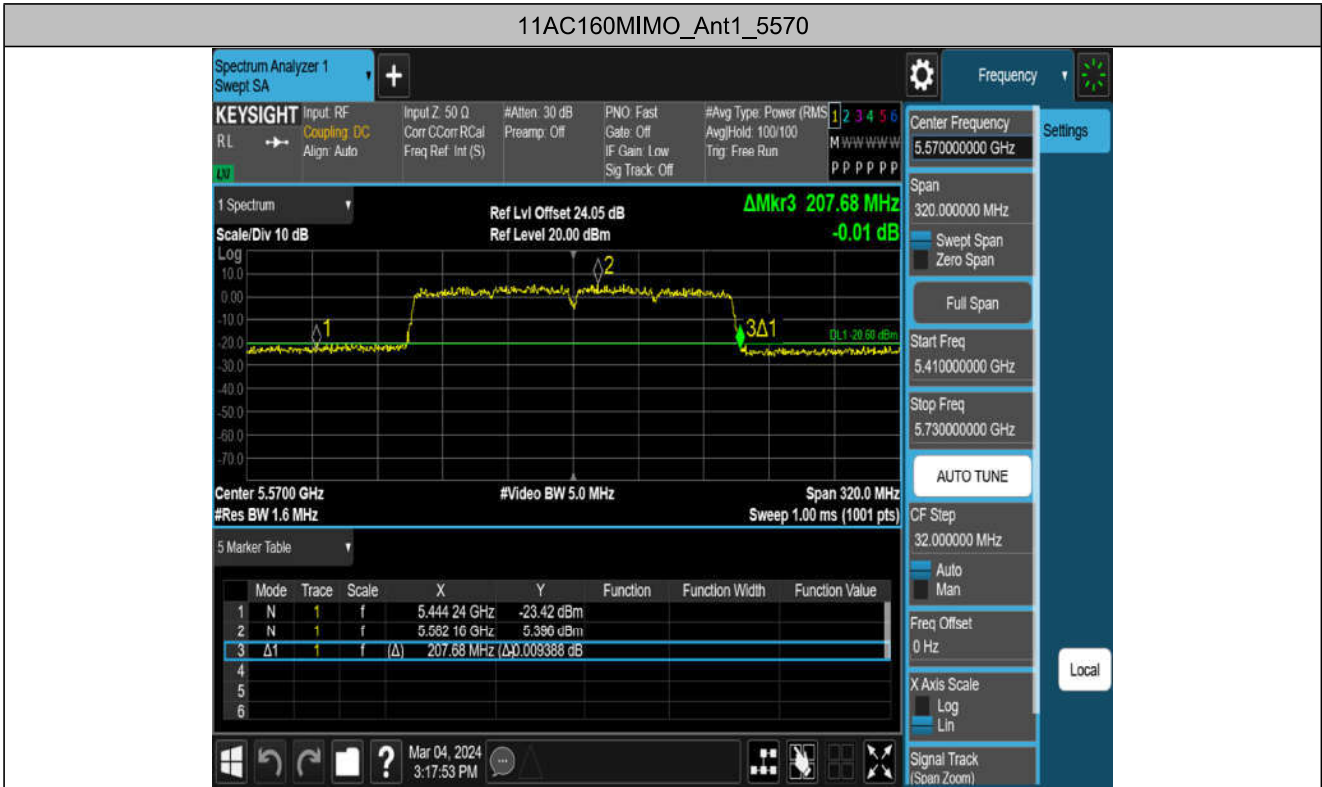 11AC160MIMO_Ant1_5570
Spectrum Analyzer 1
Swept SA
+
Frequency
KEYSIGHT
RL
LXI
Input: RF
Coupling: DC
Align: Auto
Input Z: 50 Ω
Corr CCorr RCal
Freq Ref: Int (S)
#Atten: 30 dB
Preamp: Off
PNO: Fast
Gate: Off
IF Gain: Low
Sig Track: Off
#Avg Type: Power (RMS
Avg|Hold: 100/100
Trig: Free Run
1 2 3 4 5 6
M W W W W W
P P P P P P
1 Spectrum
Scale/Div 10 dB
Ref Lvl Offset 24.05 dB
Ref Level 20.00 dBm
ΔMkr3 207.68 MHz
-0.01 dB
Log
10.0
0.00
-10.0
-20.0
-30.0
-40.0
-50.0
-60.0
-70.0
1
2
3Δ1
DL1 -20.60 dBm
Center 5.5700 GHz
#Video BW 5.0 MHz
Span 320.0 MHz
#Res BW 1.6 MHz
Sweep 1.00 ms (1001 pts)
5 Marker Table
Mode Trace Scale X Y Function Function Width Function Value
1 N 1 f 5.444 24 GHz -23.42 dBm
2 N 1 f 5.582 16 GHz 5.396 dBm
3 Δ1 1 f (Δ) 207.68 MHz (Δ) 0.009388 dB
4
5
6
Mar 04, 2024
3:17:53 PM
Center Frequency
5.570000000 GHz
Settings
Span
320.000000 MHz
Swept Span
Zero Span
Full Span
Start Freq
5.410000000 GHz
Stop Freq
5.730000000 GHz
AUTO TUNE
CF Step
32.000000 MHz
Auto
Man
Freq Offset
0 Hz
Local
X Axis Scale
Log
Lin
Signal Track
(Span Zoom)